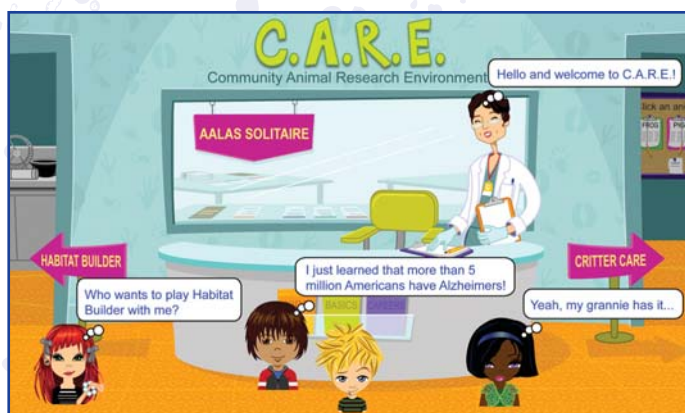 C.A.R.E.
Community Animal Research Environment
Hello and welcome to C.A.R.E.!
AALAS SOLITAIRE
FROG
HABITAT BUILDER
CRITTER CARE
I just learned that more than 5
million Americans have Alzheimers!
Who wants to play Habitat
Builder with me?
Yeah, my grannie has it...
BASICS
CAREERS